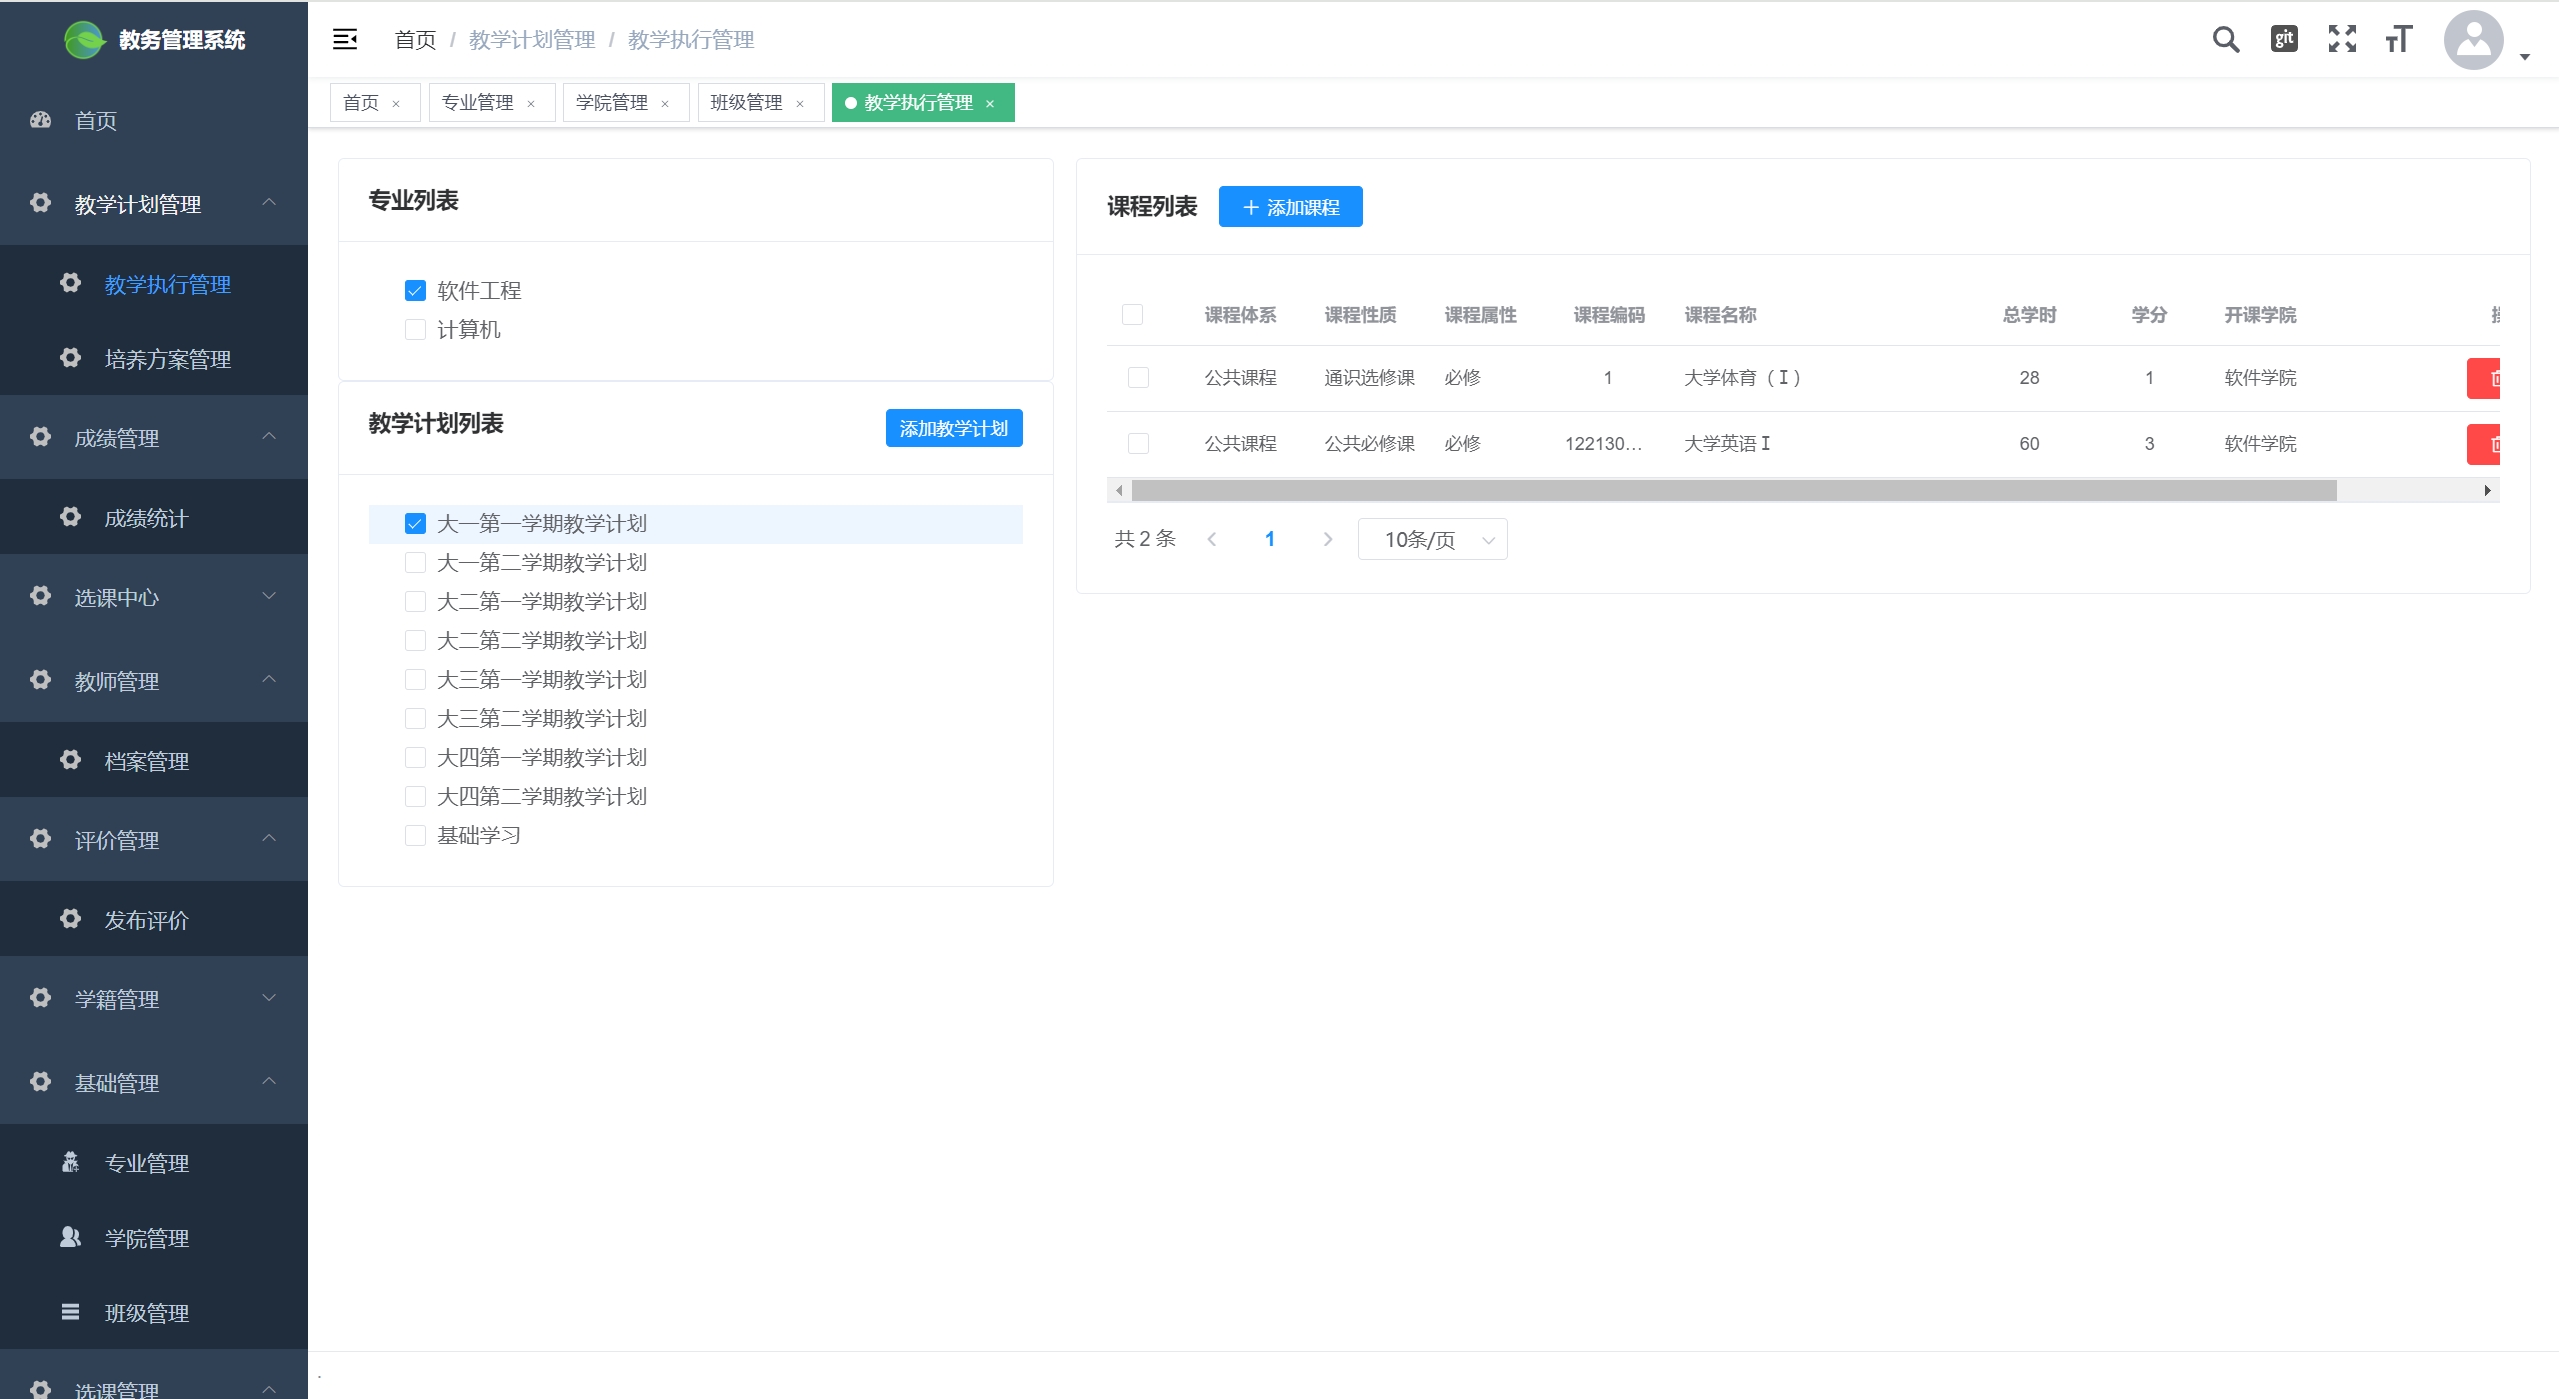 教务管理系统
首页
教学计划管理
教学执行管理
培养方案管理
成绩管理
成绩统计
选课中心
教师管理
档案管理
评价管理
发布评价
学籍管理
基础管理
专业管理
学院管理
班级管理
选课管理
首页 / 教学计划管理 / 教学执行管理
git
首页 × 专业管理 × 学院管理 × 班级管理 × 教学执行管理 ×
专业列表
软件工程
计算机
教学计划列表 添加教学计划
大一第一学期教学计划
大一第二学期教学计划
大二第一学期教学计划
大二第二学期教学计划
大三第一学期教学计划
大三第二学期教学计划
大四第一学期教学计划
大四第二学期教学计划
基础学习
课程列表 + 添加课程
课程体系 课程性质 课程属性 课程编码 课程名称 总学时 学分 开课学院
公共课程 通识选修课 必修 1 大学体育（I） 28 1 软件学院
公共课程 公共必修课 必修 122130... 大学英语 I 60 3 软件学院
共 2 条 1 10条/页